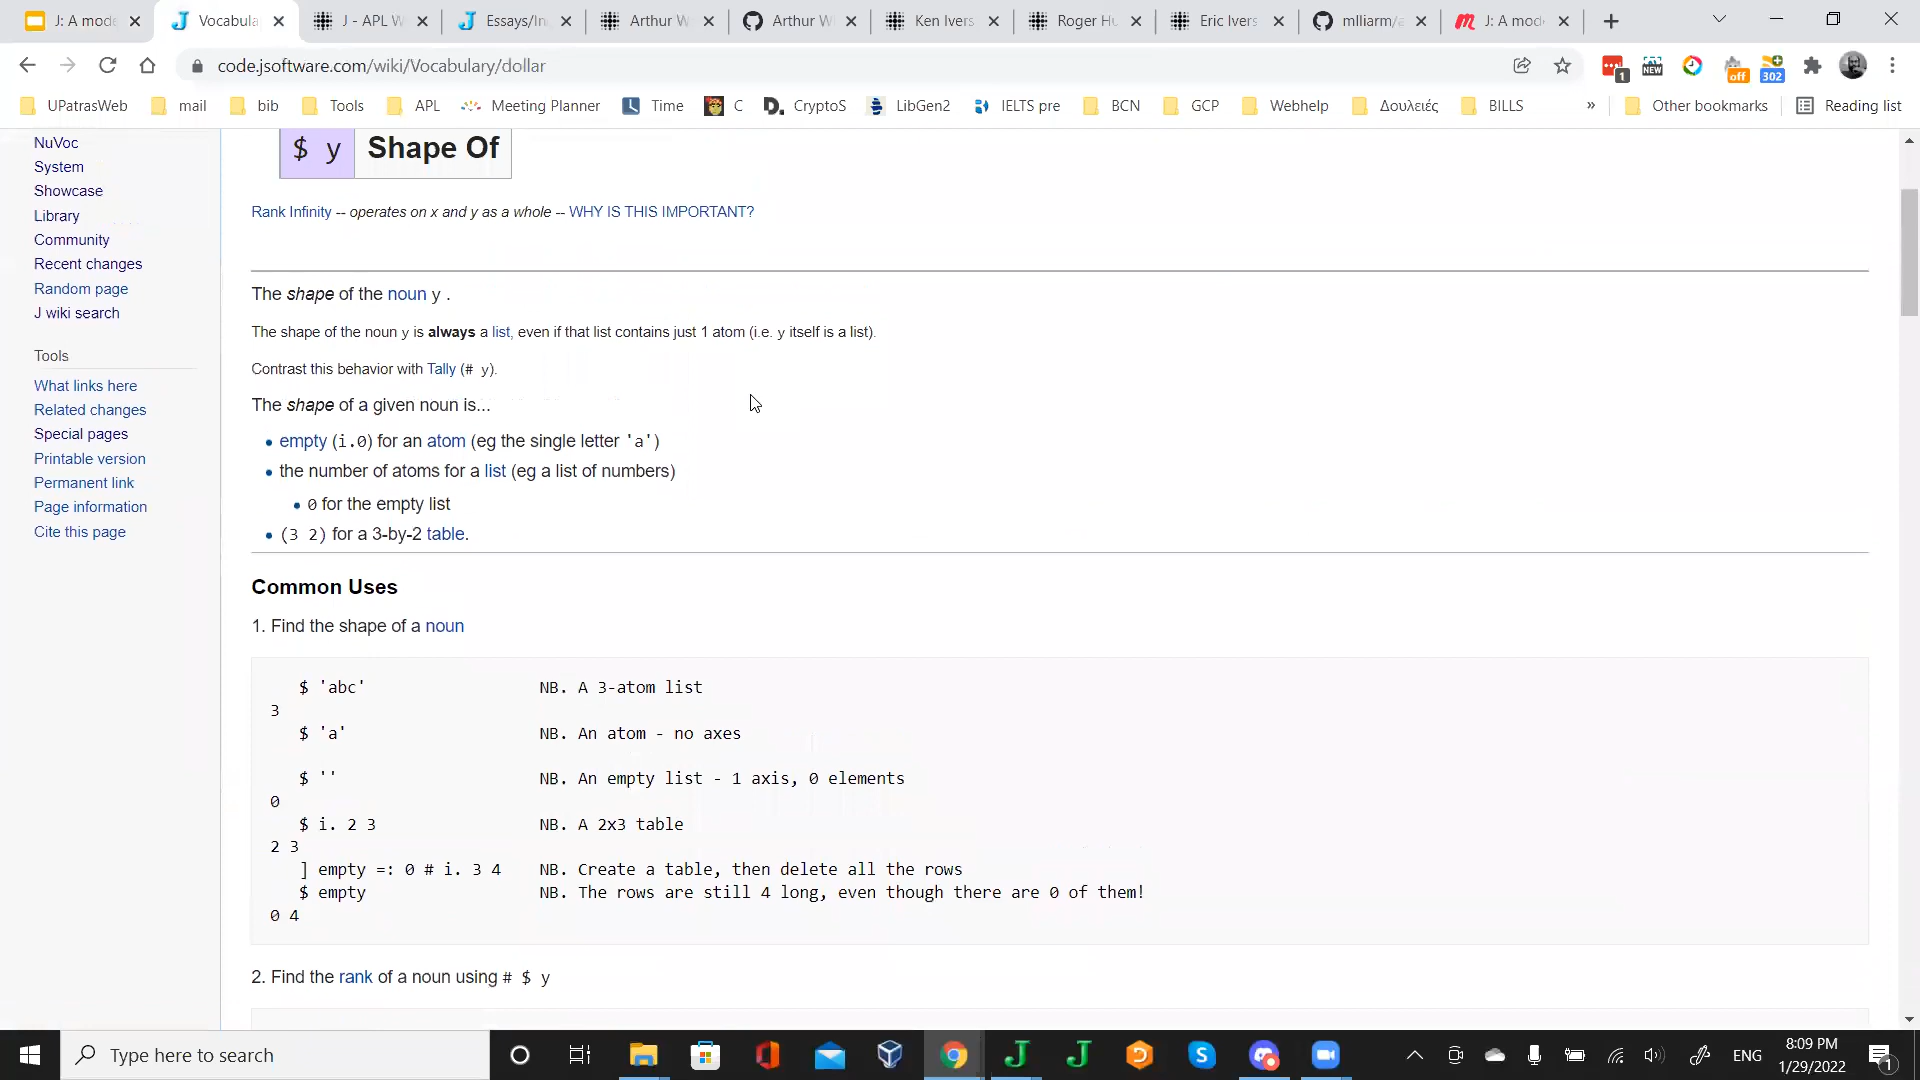 J: A mode
Vocabula
J - APL W
Essays/In
Arthur W
Arthur W
Ken Ivers
Roger Hu
Eric Ivers
mlliarm/a
J: A mode
code.jsoftware.com/wiki/Vocabulary/dollar
1
NEW
off
302
UPatrasWeb
mail
bib
Tools
APL
Meeting Planner
Time
C
CryptoS
LibGen2
IELTS pre
BCN
GCP
Webhelp
Δουλειές
BILLS
»
Other bookmarks
Reading list
NuVoc
System
Showcase
Library
Community
Recent changes
Random page
J wiki search
Tools
What links here
Related changes
Special pages
Printable version
Permanent link
Page information
Cite this page
$ y Shape Of
Rank Infinity -- operates on x and y as a whole -- WHY IS THIS IMPORTANT?
The shape of the noun y .
The shape of the noun y is always a list, even if that list contains just 1 atom (i.e. y itself is a list).
Contrast this behavior with Tally (# y).
The shape of a given noun is...
empty (i.0) for an atom (eg the single letter 'a')
the number of atoms for a list (eg a list of numbers)
0 for the empty list
(3 2) for a 3-by-2 table.
Common Uses
1. Find the shape of a noun
$ 'abc' NB. A 3-atom list
3
$ 'a' NB. An atom - no axes
$ '' NB. An empty list - 1 axis, 0 elements
0
$ i. 2 3 NB. A 2x3 table
2 3
] empty =: 0 # i. 3 4 NB. Create a table, then delete all the rows
$ empty NB. The rows are still 4 long, even though there are 0 of them!
0 4
2. Find the rank of a noun using # $ y
Type here to search
ENG
8:09 PM
1/29/2022
1